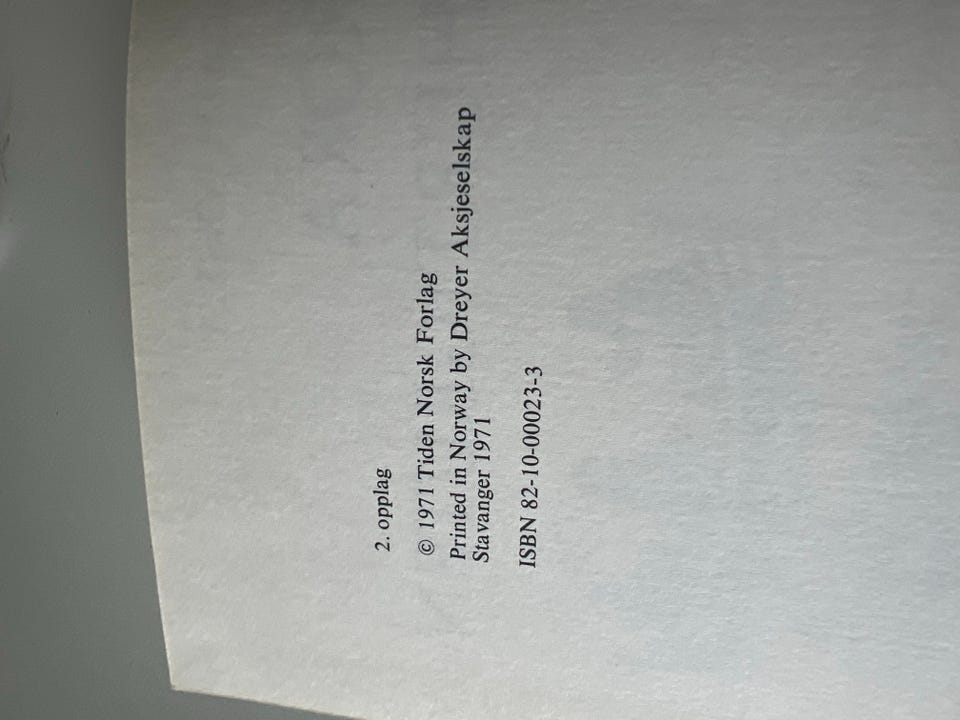 2. opplag
© 1971 Tiden Norsk Forlag
Printed in Norway by Dreyer Aksjeselskap
Stavanger 1971
ISBN 82-10-00023-3